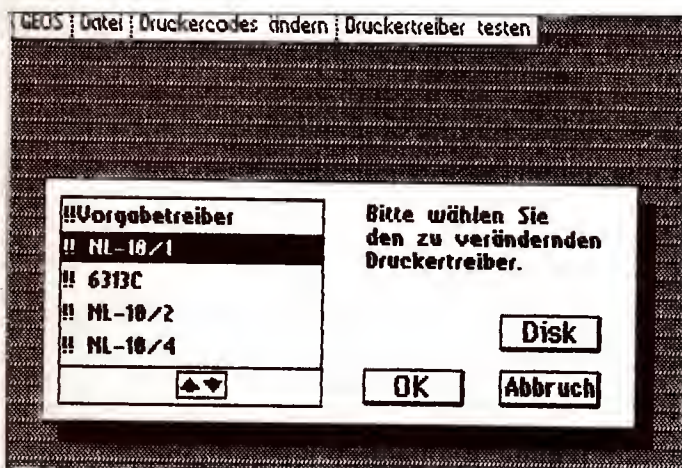 GEOS Datei Druckercodes ändern Druckertreiber testen
!!Vorgabetreiber
!! NL-10/1
!! 6313C
!! NL-10/2
!! NL-10/4
Bitte wählen Sie
den zu verändernden
Druckertreiber.
Disk
OK
Abbruch